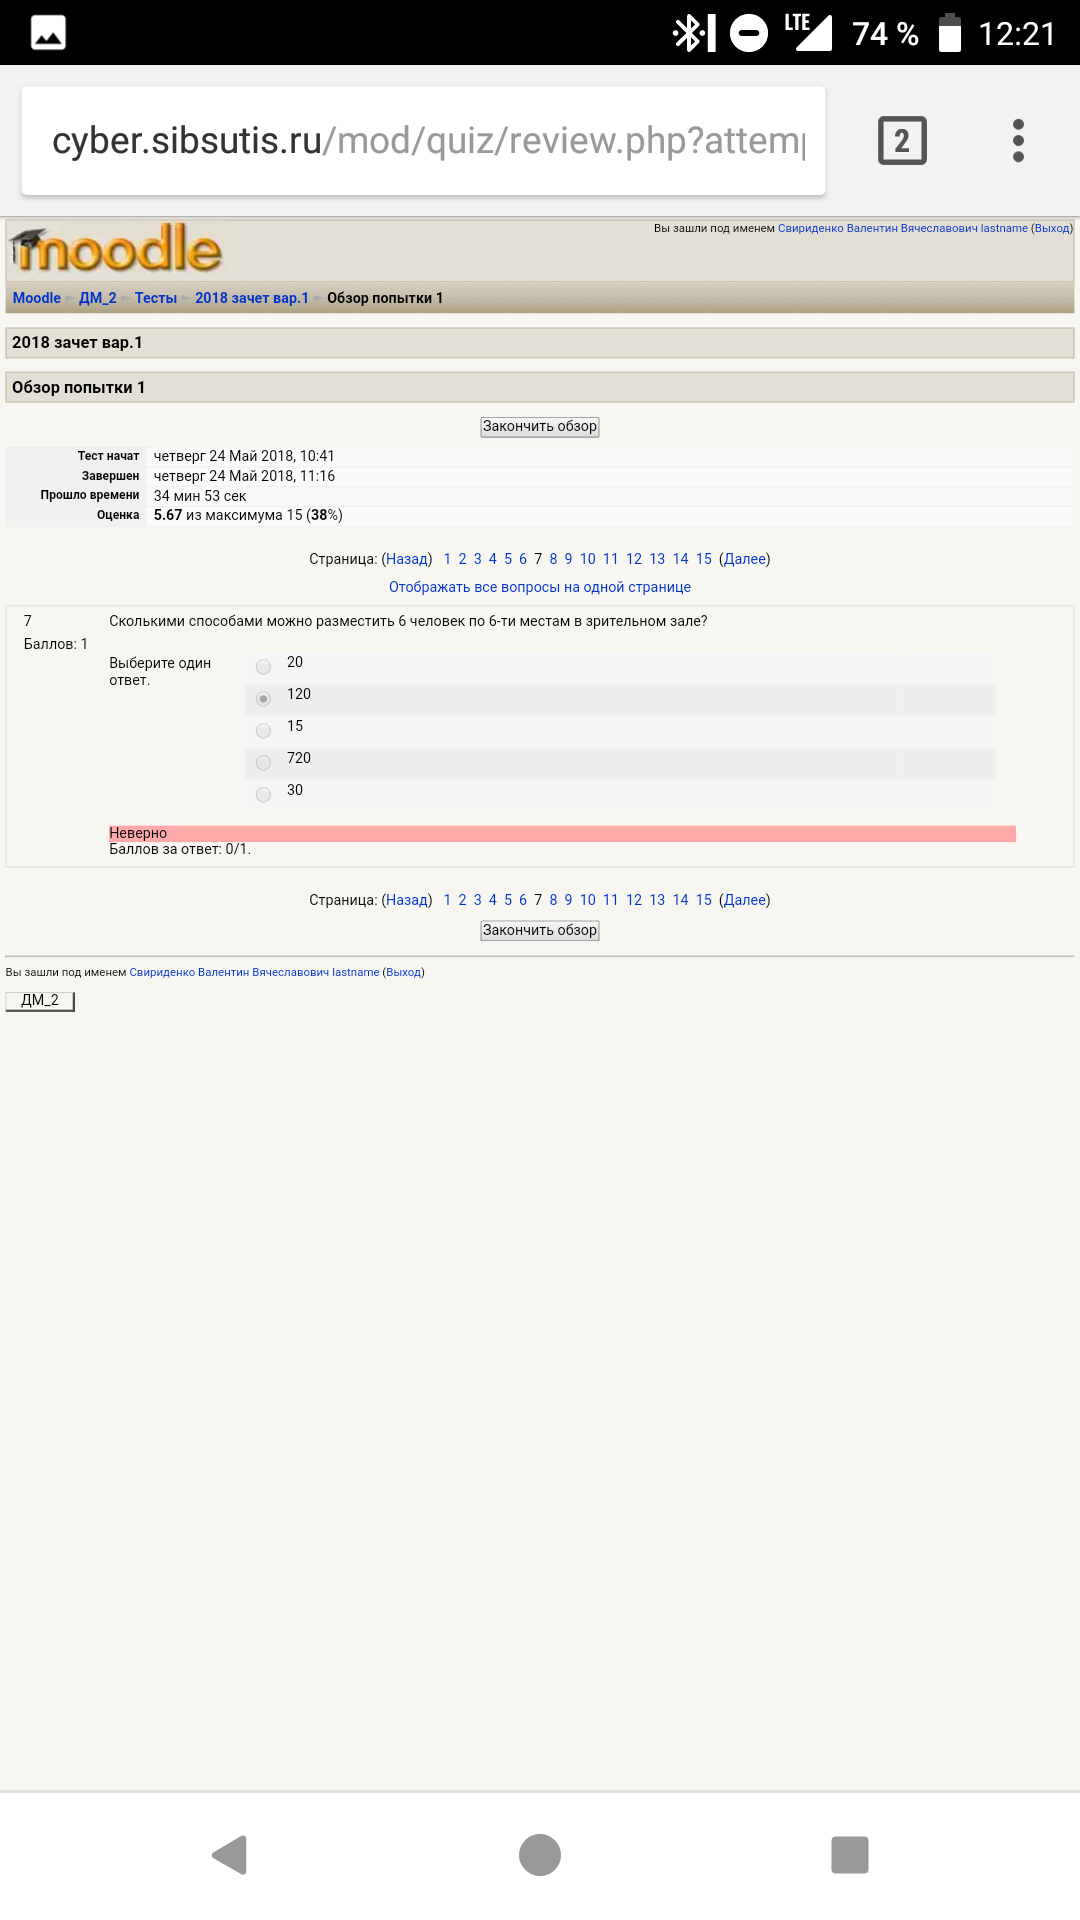 LTE 74 % 12:21
cyber.sibsutis.ru/mod/quiz/review.php?attemp
2
moodle
Вы зашли под именем Свириденко Валентин Вячеславович lastname (Выход)
Moodle ► ДМ_2 ► Тесты ► 2018 зачет вар.1 ► Обзор попытки 1
2018 зачет вар.1
Обзор попытки 1
Закончить обзор
Тест начат четверг 24 Май 2018, 10:41
Завершен четверг 24 Май 2018, 11:16
Прошло времени 34 мин 53 сек
Оценка 5.67 из максимума 15 (38%)
Страница: (Назад) 1 2 3 4 5 6 7 8 9 10 11 12 13 14 15 (Далее)
Отображать все вопросы на одной странице
7
Баллов: 1
Сколькими способами можно разместить 6 человек по 6-ти местам в зрительном зале?
Выберите один
ответ.
20
120
15
720
30
Неверно
Баллов за ответ: 0/1.
Страница: (Назад) 1 2 3 4 5 6 7 8 9 10 11 12 13 14 15 (Далее)
Закончить обзор
Вы зашли под именем Свириденко Валентин Вячеславович lastname (Выход)
ДМ_2